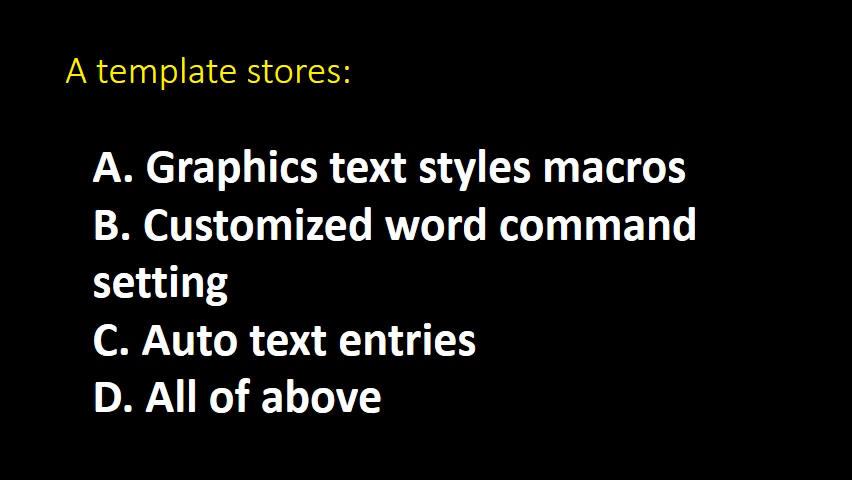 A template stores:
A. Graphics text styles macros
B. Customized word command
setting
C. Auto text entries
D. All of above